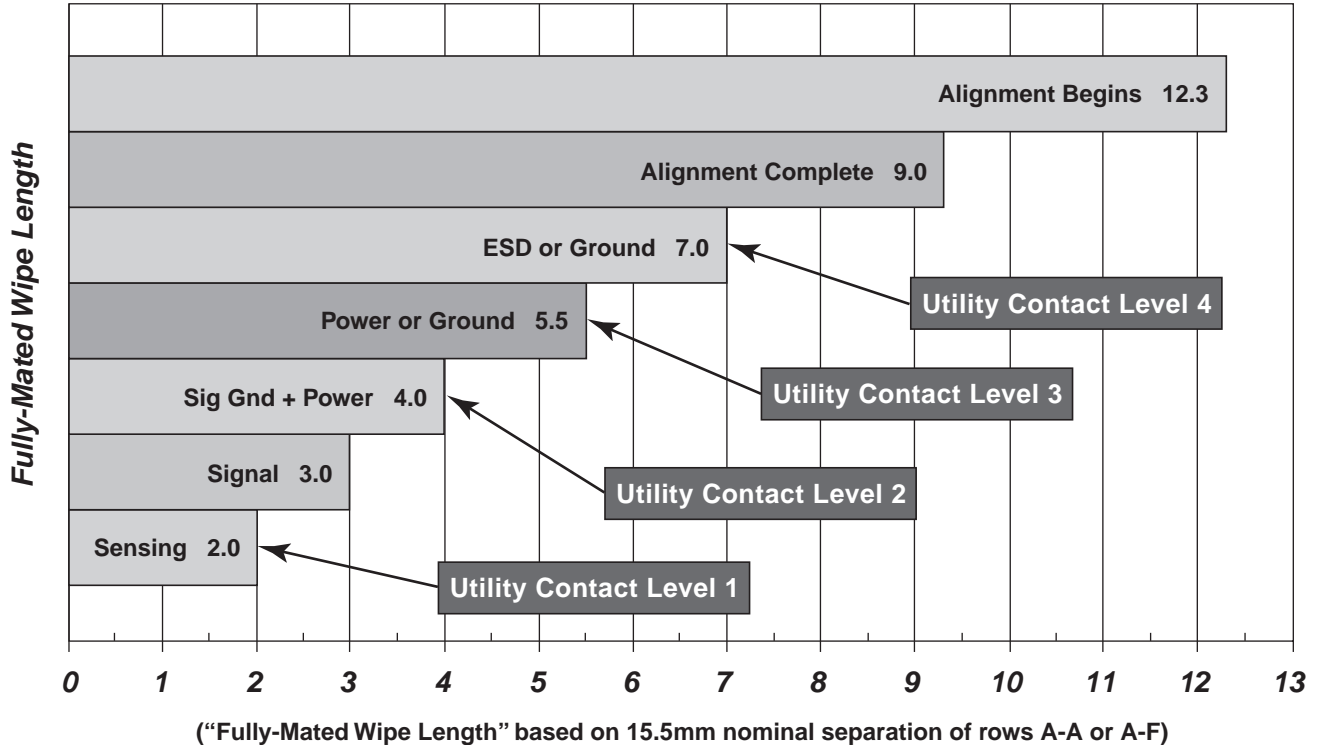 Fully-Mated Wipe Length
Alignment Begins 12.3
Alignment Complete 9.0
ESD or Ground 7.0
Utility Contact Level 4
Power or Ground 5.5
Utility Contact Level 3
Sig Gnd + Power 4.0
Signal 3.0
Utility Contact Level 2
Sensing 2.0
Utility Contact Level 1
0 1 2 3 4 5 6 7 8 9 10 11 12 13
(“Fully-Mated Wipe Length” based on 15.5mm nominal separation of rows A-A or A-F)